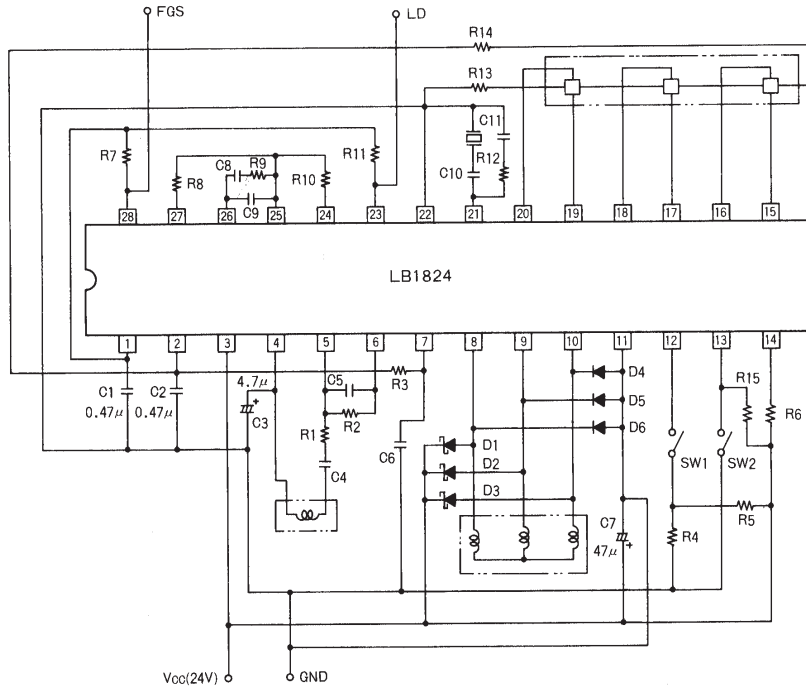 FGS
LD
R14
R13
C11
R7
R11
C8
R9
R12
R8
R10
C10
C9
28
27
26
25
24
23
22
21
20
19
18
17
16
15
LB1824
1
2
3
4
5
6
7
8
9
10
11
12
13
14
D4
R3
C5
4.7μ
R15
C1
C2
D5
R6
0.47μ
0.47μ
C3
R2
D6
R1
D1
C6
SW1
SW2
C4
D2
D3
C7
R5
R4
47μ
Vcc(24V)
GND